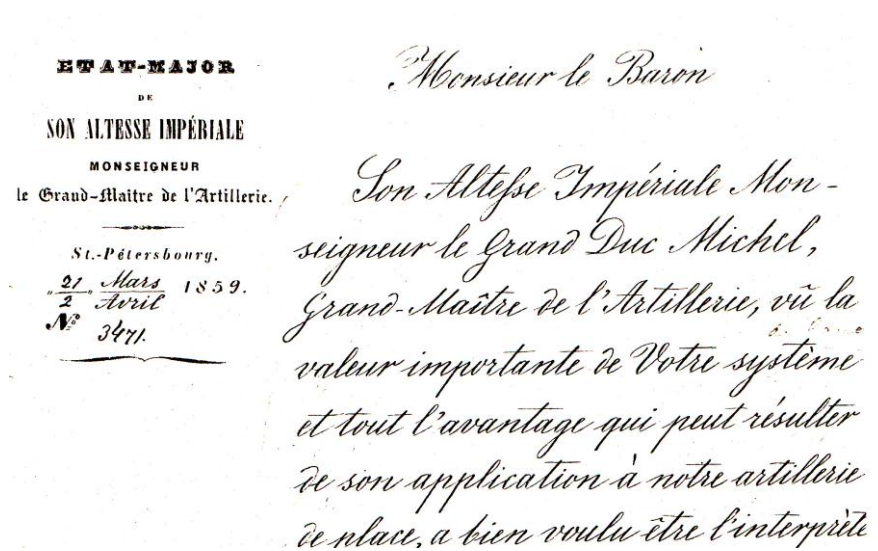 ETAT-MAJOR
DE
SON ALTESSE IMPÉRIALE
MONSEIGNEUR
le Grand-Maitre de l'Artillerie.
St.-Pétersbourg.
„ 21 „ Mars 1859.
2 Avril
№ 3471.
Monsieur le Baron
Son Altesse Impériale Mon-
seigneur le Grand Duc Michel,
Grand-Maître de l'Artillerie, vû la
valeur importante de Votre système
et tout l'avantage qui peut résulter
de son application à notre artillerie
de place, a bien voulu être l'interprète